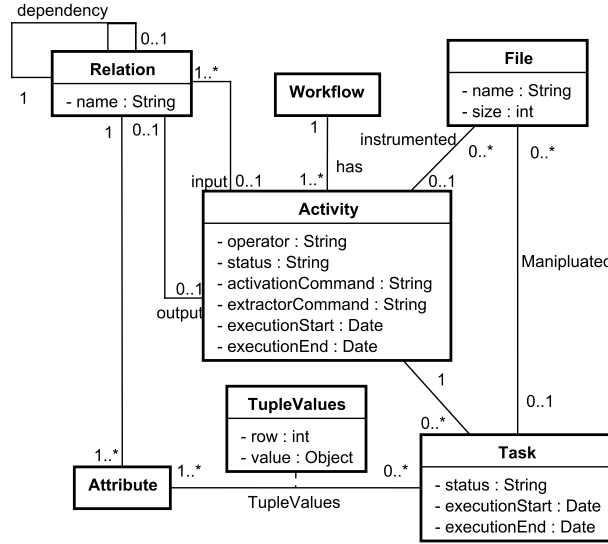 dependency
0..1
Relation
- name : String
1
1..*
1
0..1
Workflow
1
has
1..*
File
- name : String
- size : int
instrumented
0..*
0..*
0..1
input
0..1
Activity
- operator : String
- status : String
- activationCommand : String
- extractorCommand : String
- executionStart : Date
- executionEnd : Date
0..1
output
Manipluated
1
0..1
0..*
TupleValues
- row : int
- value : Object
1..*
Attribute
1..*
0..*
TupleValues
Task
- status : String
- executionStart : Date
- executionEnd : Date